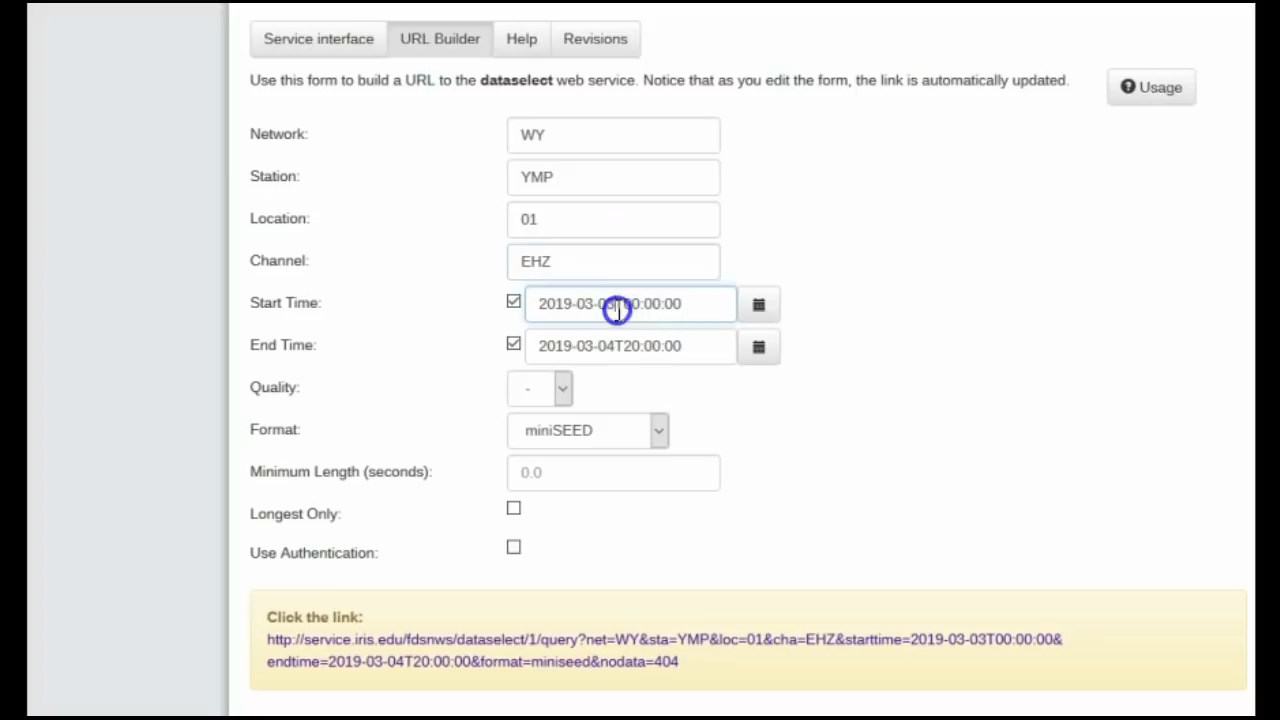 Service interface URL Builder Help Revisions
Use this form to build a URL to the dataselect web service. Notice that as you edit the form, the link is automatically updated.
Usage
Network: WY
Station: YMP
Location: 01
Channel: EHZ
Start Time: 2019-03-03T00:00:00
End Time: 2019-03-04T20:00:00
Quality: -
Format: miniSEED
Minimum Length (seconds): 0.0
Longest Only:
Use Authentication:
Click the link:
http://service.iris.edu/fdsnws/dataselect/1/query?net=WY&sta=YMP&loc=01&cha=EHZ&starttime=2019-03-03T00:00:00&
endtime=2019-03-04T20:00:00&format=miniseed&nodata=404